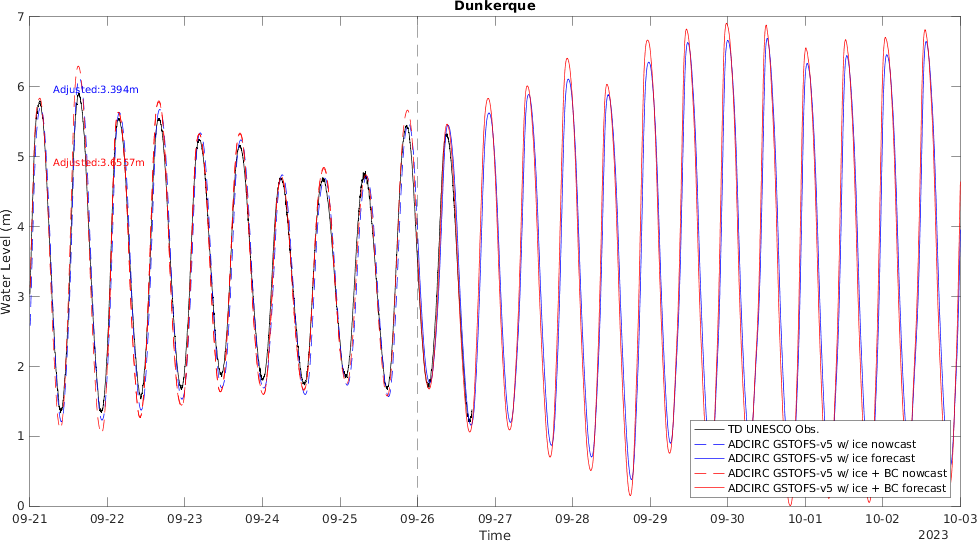 Dunkerque
7
6
5
4
3
2
1
0
Water Level (m)
Adjusted:3.394m
Adjusted:3.6557m
TD UNESCO Obs.
ADCIRC GSTOFS-v5 w/ ice nowcast
ADCIRC GSTOFS-v5 w/ ice forecast
ADCIRC GSTOFS-v5 w/ ice + BC nowcast
ADCIRC GSTOFS-v5 w/ ice + BC forecast
09-21 09-22 09-23 09-24 09-25 09-26 09-27 09-28 09-29 09-30 10-01 10-02 10-03
Time
2023